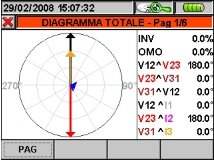 29/02/2008 15:07:32
DIAGRAMMA TOTALE - Pag 1/6
INV 0.0%
OMO 0.0%
V12^V23 180.0°
V23^V31 0.0°
V31^V12 0.0°
V12^I1 0.0°
V23^I2 180.0°
V31^I3 0.0°
90°
270°
PAG